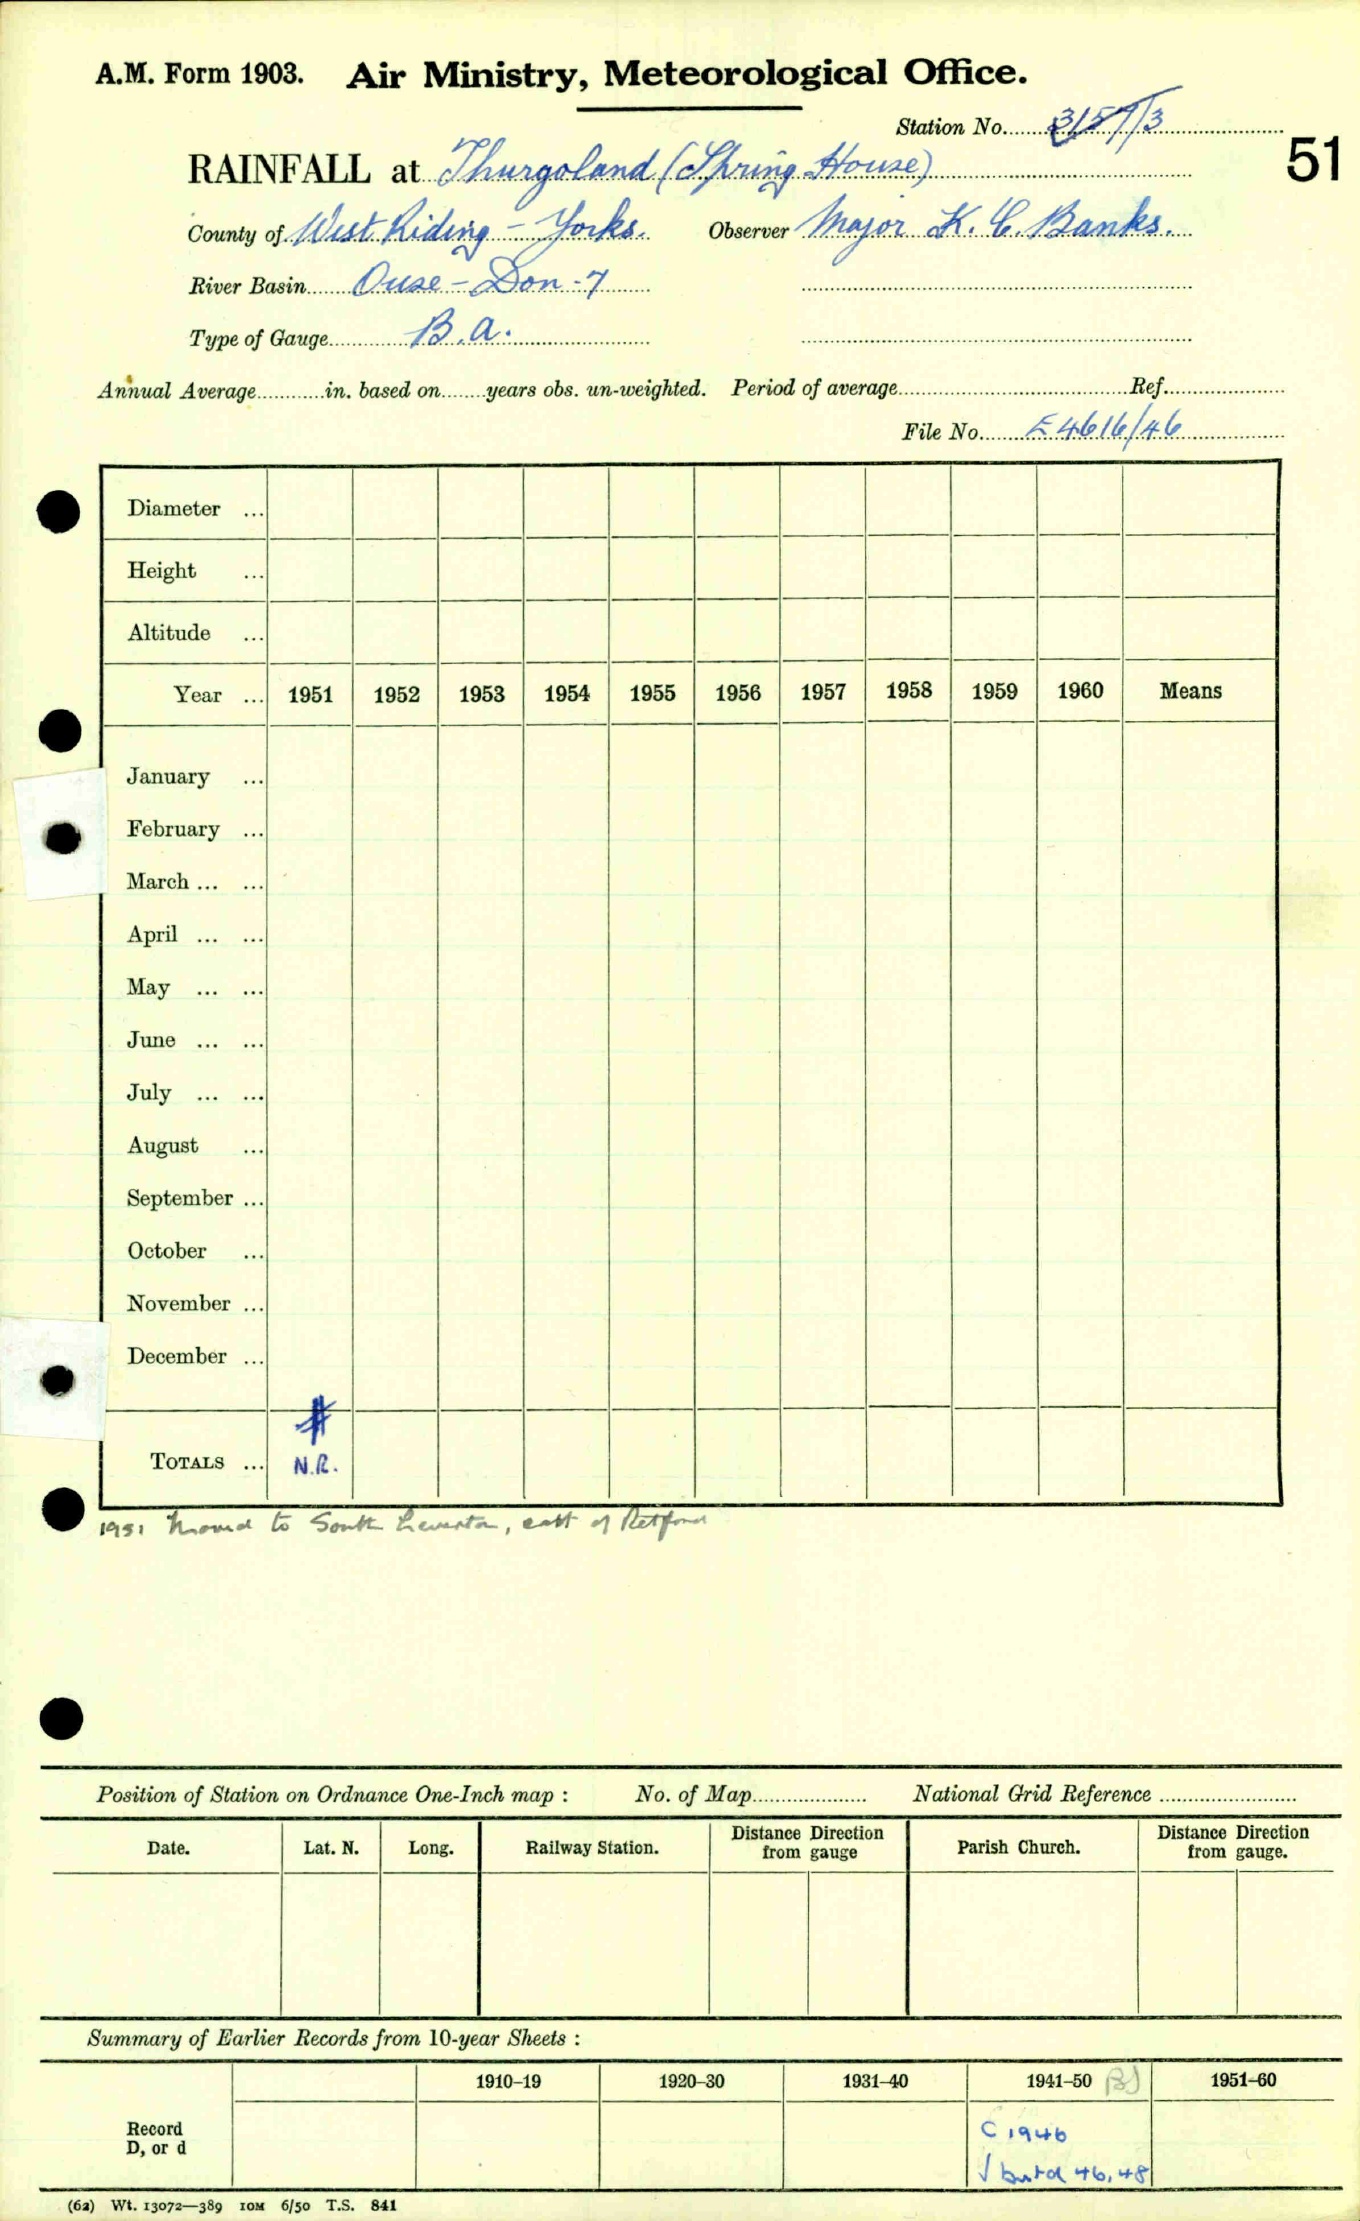 A.M. Form 1903. Air Ministry, Meteorological Office.
Station No. 3157/3
51
RAINFALL at Thurgoland (Spring House)
County of West Riding - Yorks. Observer Major K. C. Banks.
River Basin Ouse - Don - 7
Type of Gauge B.A.
Annual Average in. based on years obs. un-weighted. Period of average Ref.
File No. E4616/46
Diameter ...
Height ...
Altitude ...
Year ... 1951 1952 1953 1954 1955 1956 1957 1958 1959 1960 Means
January ...
February ...
March ... ...
April ... ...
May ... ...
June ... ...
July ... ...
August ...
September ...
October ...
November ...
December ...
#
TOTALS ... N.R.
1951 Moved to South Leverton, east of Retford
Position of Station on Ordnance One-Inch map : No. of Map National Grid Reference
Date. Lat. N. Long. Railway Station. Distance Direction from gauge Parish Church. Distance Direction from gauge.
Summary of Earlier Records from 10-year Sheets :
1910–19 1920–30 1931–40 1941–50 1951–60
Record D, or d
C 1946
√ but d 46, 48
(62) Wt. 13072—389 10M 6/50 T.S. 841